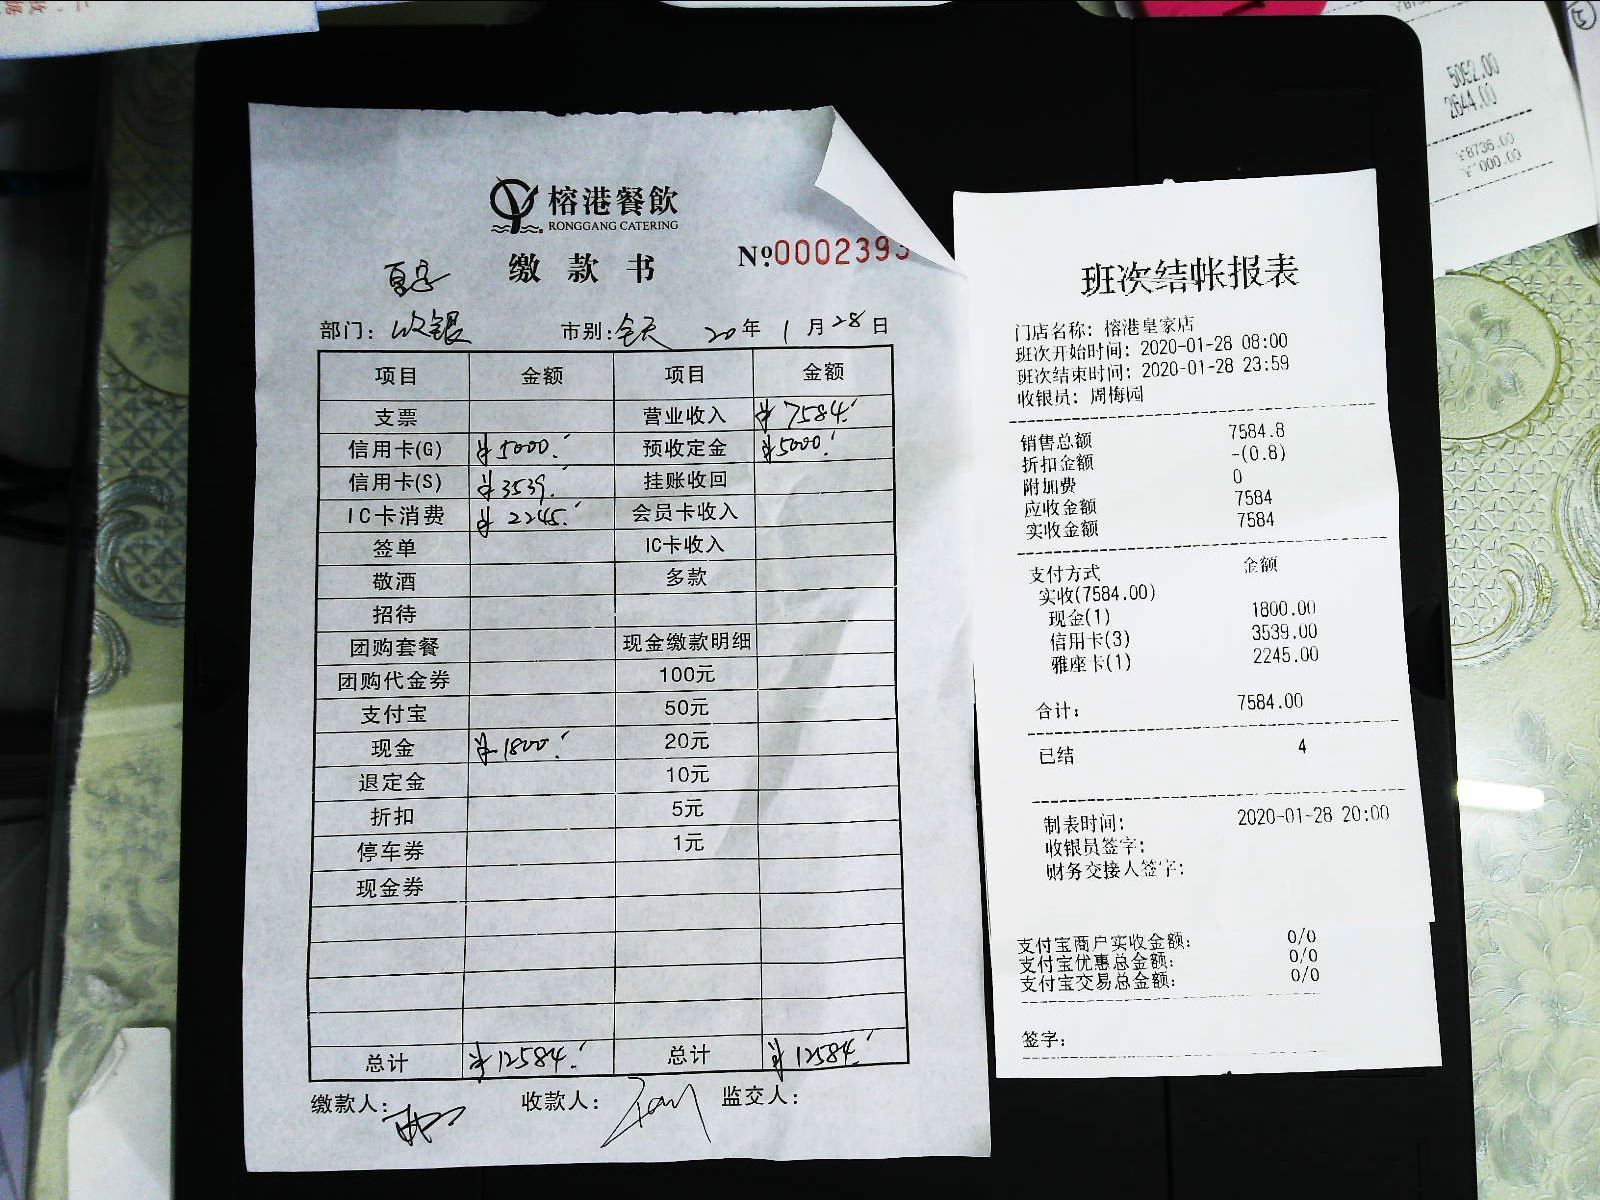 榕港餐飲
RONGGANG CATERING
缴款书
№0002393
部门：收银 市别：全天 20年1月28日
项目 金额 项目 金额
支票 营业收入 ¥7584.
信用卡(G) ¥5000. 预收定金 ¥5000.
信用卡(S) ¥3539. 挂账收回
IC卡消费 ¥2245. 会员卡收入
签单 IC卡收入
敬酒 多款
招待
团购套餐 现金缴款明细
团购代金券 100元
支付宝 50元
现金 ¥1800. 20元
退定金 10元
折扣 5元
停车券 1元
现金券
总计 ¥12584. 总计 ¥12584.
缴款人： 收款人： 监交人：
班次结帐报表
门店名称：榕港皇家店
班次开始时间：2020-01-28 08:00
班次结束时间：2020-01-28 23:59
收银员：周梅园
销售总额 7584.8
折扣金额 -(0.8)
附加费 0
应收金额 7584
实收金额 7584
支付方式 金额
实收(7584.00)
现金(1) 1800.00
信用卡(3) 3539.00
雅座卡(1) 2245.00
合计： 7584.00
已结 4
制表时间： 2020-01-28 20:00
收银员签字：
财务交接人签字：
支付宝商户实收金额： 0/0
支付宝优惠总金额： 0/0
支付宝交易总金额： 0/0
签字：
5092.00
2644.00